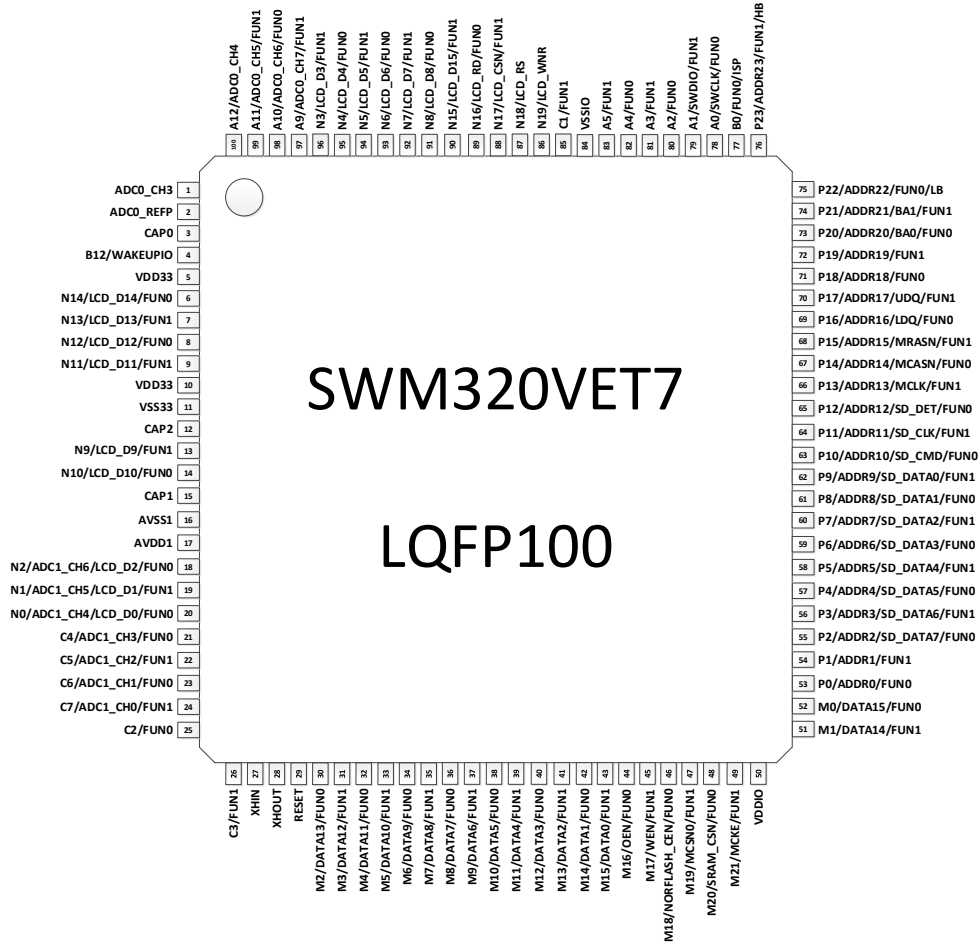 A12/ADC0_CH4
A11/ADC0_CH5/FUN1
A10/ADC0_CH6/FUN0
A9/ADC0_CH7/FUN1
N3/LCD_D3/FUN1
N4/LCD_D4/FUN0
N5/LCD_D5/FUN1
N6/LCD_D6/FUN0
N7/LCD_D7/FUN1
N8/LCD_D8/FUN0
N15/LCD_D15/FUN1
N16/LCD_RD/FUN0
N17/LCD_CSN/FUN1
N18/LCD_RS
N19/LCD_WNR
C1/FUN1
VSSIO
A5/FUN1
A4/FUN0
A3/FUN1
A2/FUN0
A1/SWDIO/FUN1
A0/SWCLK/FUN0
B0/FUN0/ISP
P23/ADDR23/FUN1/HB
100
99
98
97
96
95
94
93
92
91
90
89
88
87
86
85
84
83
82
81
80
79
78
77
76
ADC0_CH3 1
ADC0_REFP 2
CAP0 3
B12/WAKEUPIO 4
VDD33 5
N14/LCD_D14/FUN0 6
N13/LCD_D13/FUN1 7
N12/LCD_D12/FUN0 8
N11/LCD_D11/FUN1 9
VDD33 10
VSS33 11
CAP2 12
N9/LCD_D9/FUN1 13
N10/LCD_D10/FUN0 14
CAP1 15
AVSS1 16
AVDD1 17
N2/ADC1_CH6/LCD_D2/FUN0 18
N1/ADC1_CH5/LCD_D1/FUN1 19
N0/ADC1_CH4/LCD_D0/FUN0 20
C4/ADC1_CH3/FUN0 21
C5/ADC1_CH2/FUN1 22
C6/ADC1_CH1/FUN0 23
C7/ADC1_CH0/FUN1 24
C2/FUN0 25
SWM320VET7
LQFP100
75 P22/ADDR22/FUN0/LB
74 P21/ADDR21/BA1/FUN1
73 P20/ADDR20/BA0/FUN0
72 P19/ADDR19/FUN1
71 P18/ADDR18/FUN0
70 P17/ADDR17/UDQ/FUN1
69 P16/ADDR16/LDQ/FUN0
68 P15/ADDR15/MRASN/FUN1
67 P14/ADDR14/MCASN/FUN0
66 P13/ADDR13/MCLK/FUN1
65 P12/ADDR12/SD_DET/FUN0
64 P11/ADDR11/SD_CLK/FUN1
63 P10/ADDR10/SD_CMD/FUN0
62 P9/ADDR9/SD_DATA0/FUN1
61 P8/ADDR8/SD_DATA1/FUN0
60 P7/ADDR7/SD_DATA2/FUN1
59 P6/ADDR6/SD_DATA3/FUN0
58 P5/ADDR5/SD_DATA4/FUN1
57 P4/ADDR4/SD_DATA5/FUN0
56 P3/ADDR3/SD_DATA6/FUN1
55 P2/ADDR2/SD_DATA7/FUN0
54 P1/ADDR1/FUN1
53 P0/ADDR0/FUN0
52 M0/DATA15/FUN0
51 M1/DATA14/FUN1
26
27
28
29
30
31
32
33
34
35
36
37
38
39
40
41
42
43
44
45
46
47
48
49
50
C3/FUN1
XHIN
XHOUT
RESET
M2/DATA13/FUN0
M3/DATA12/FUN1
M4/DATA11/FUN0
M5/DATA10/FUN1
M6/DATA9/FUN0
M7/DATA8/FUN1
M8/DATA7/FUN0
M9/DATA6/FUN1
M10/DATA5/FUN0
M11/DATA4/FUN1
M12/DATA3/FUN0
M13/DATA2/FUN1
M14/DATA1/FUN0
M15/DATA0/FUN1
M16/OEN/FUN0
M17/WEN/FUN1
M18/NORFLASH_CEN/FUN0
M19/MCSN0/FUN1
M20/SRAM_CSN/FUN0
M21/MCKE/FUN1
VDDIO